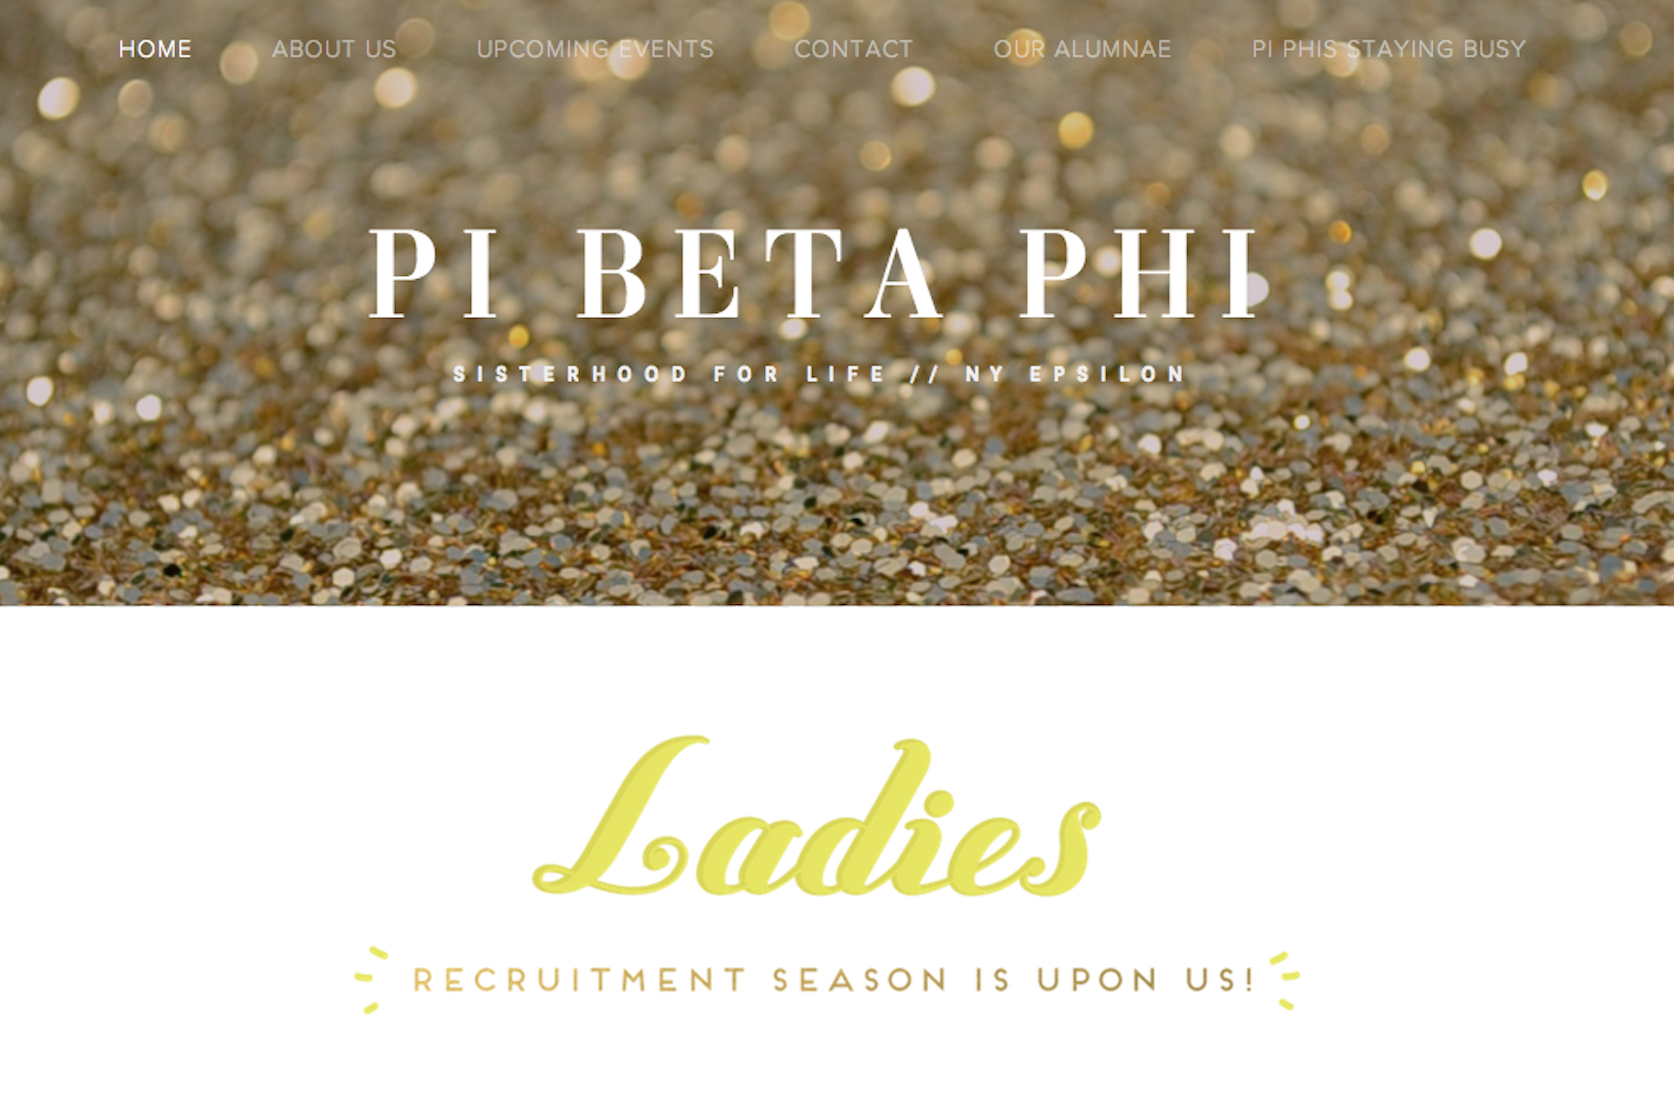 HOME ABOUT US UPCOMING EVENTS CONTACT OUR ALUMNAE PI PHIS STAYING BUSY
PI BETA PHI
SISTERHOOD FOR LIFE // NY EPSILON
Ladies
RECRUITMENT SEASON IS UPON US!